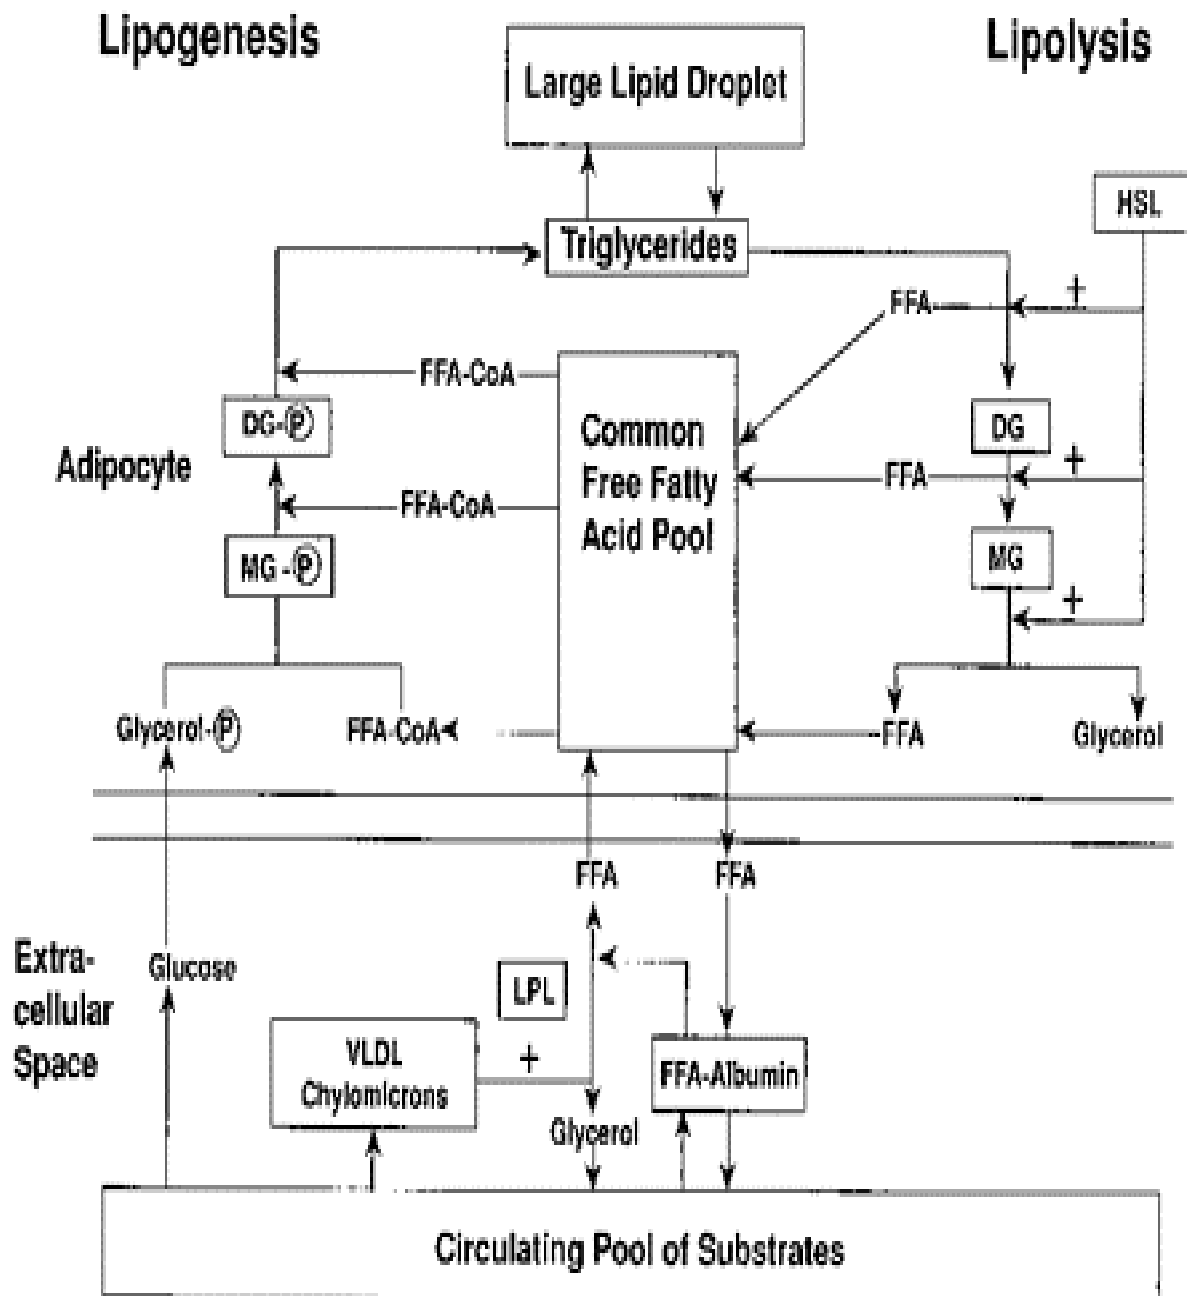 Lipogenesis
Lipolysis
Large Lipid Droplet
HSL
Triglycerides
+
FFA
FFA-CoA
DG-P
Common
Free Fatty
Acid Pool
DG
+
Adipocyte
FFA
FFA-CoA
MG-P
MG
+
Glycerol-P
FFA-CoA
FFA
Glycerol
FFA
FFA
Extra-
cellular
Space
Glucose
LPL
VLDL
Chylomicrons
+
FFA-Albumin
Glycerol
Circulating Pool of Substrates